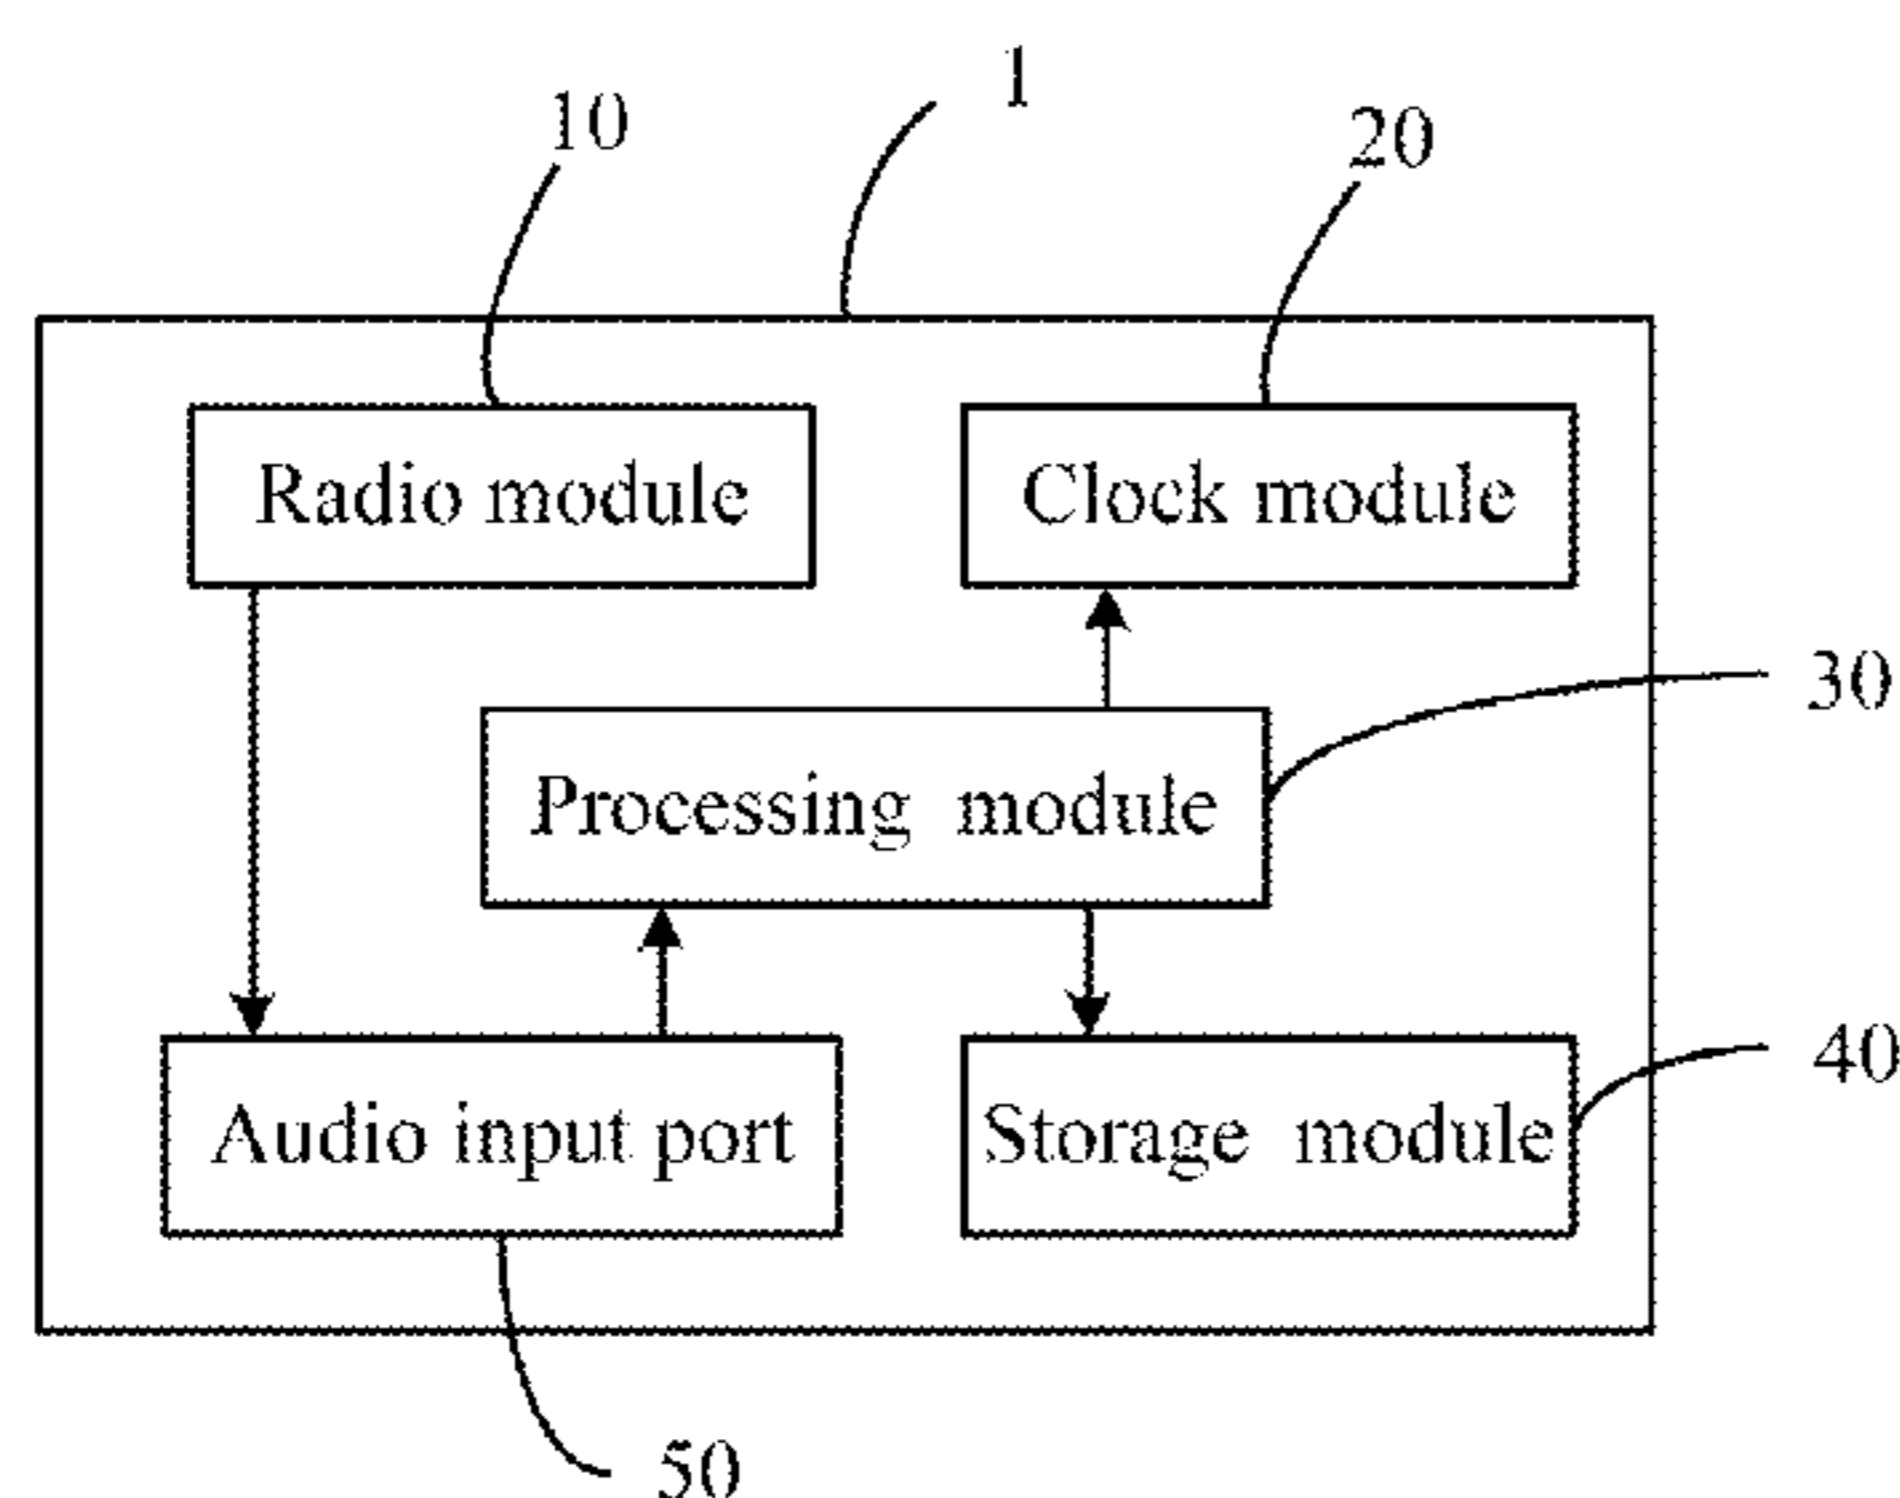 1
10
20
Radio module
Clock module
30
Processing module
40
Audio input port
Storage module
50